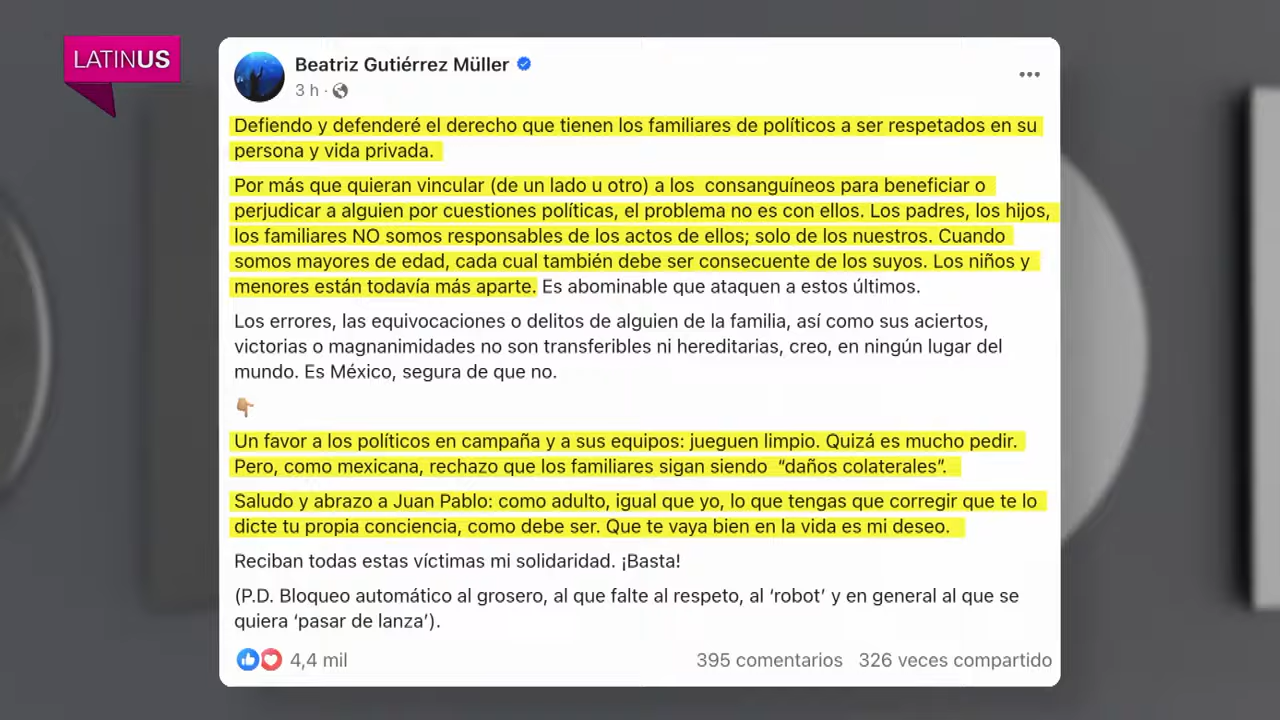 LATINUS
Beatriz Gutiérrez Müller
3 h ·
Defiendo y defenderé el derecho que tienen los familiares de políticos a ser respetados en su
persona y vida privada.
Por más que quieran vincular (de un lado u otro) a los consanguíneos para beneficiar o
perjudicar a alguien por cuestiones políticas, el problema no es con ellos. Los padres, los hijos,
los familiares NO somos responsables de los actos de ellos; solo de los nuestros. Cuando
somos mayores de edad, cada cual también debe ser consecuente de los suyos. Los niños y
menores están todavía más aparte. Es abominable que ataquen a estos últimos.
Los errores, las equivocaciones o delitos de alguien de la familia, así como sus aciertos,
victorias o magnanimidades no son transferibles ni hereditarias, creo, en ningún lugar del
mundo. Es México, segura de que no.
👇🏼
Un favor a los políticos en campaña y a sus equipos: jueguen limpio. Quizá es mucho pedir.
Pero, como mexicana, rechazo que los familiares sigan siendo “daños colaterales”.
Saludo y abrazo a Juan Pablo: como adulto, igual que yo, lo que tengas que corregir que te lo
dicte tu propia conciencia, como debe ser. Que te vaya bien en la vida es mi deseo.
Reciban todas estas víctimas mi solidaridad. ¡Basta!
(P.D. Bloqueo automático al grosero, al que falte al respeto, al ‘robot’ y en general al que se
quiera ‘pasar de lanza’).
4,4 mil 395 comentarios 326 veces compartido